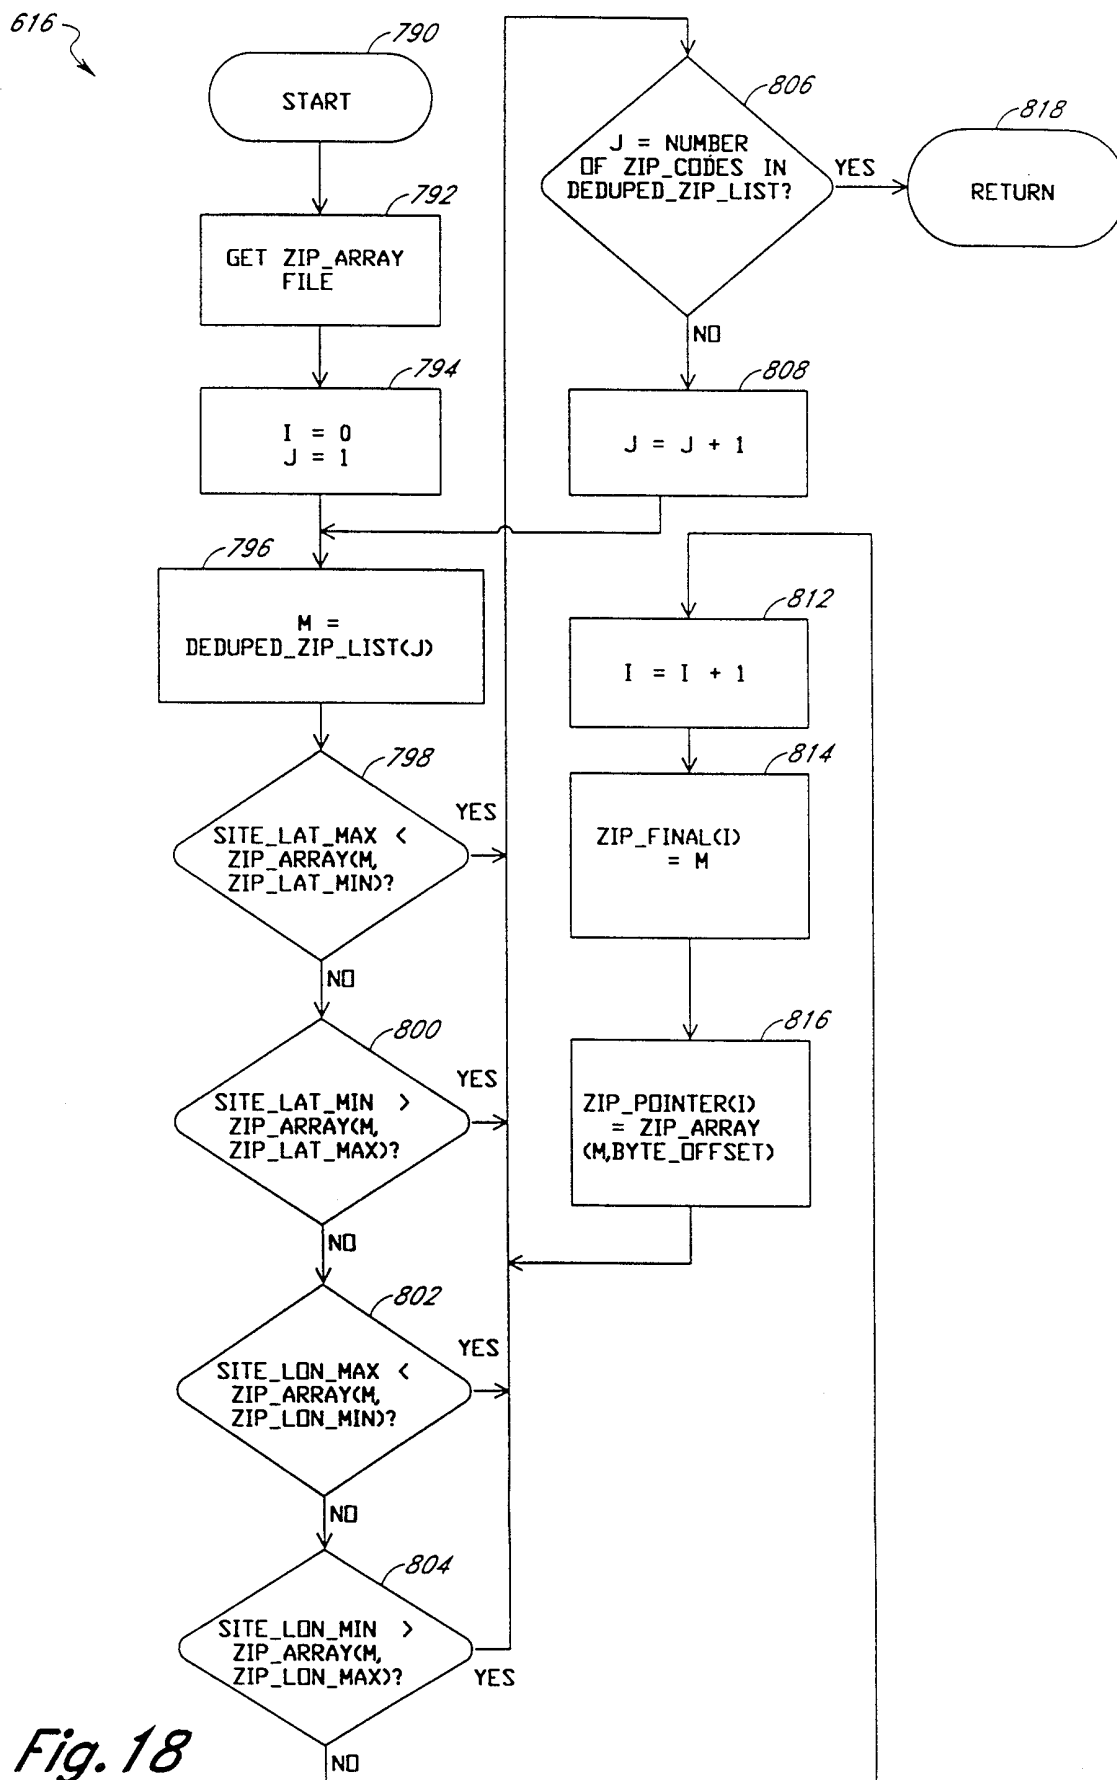 616
790
START
792
GET ZIP_ARRAY
FILE
794
I = 0
J = 1
796
M =
DEDUPED_ZIP_LIST(J)
798
SITE_LAT_MAX <
ZIP_ARRAY(M,
ZIP_LAT_MIN)?
YES
NO
800
SITE_LAT_MIN >
ZIP_ARRAY(M,
ZIP_LAT_MAX)?
YES
NO
802
SITE_LON_MAX <
ZIP_ARRAY(M,
ZIP_LON_MIN)?
YES
NO
804
SITE_LON_MIN >
ZIP_ARRAY(M,
ZIP_LON_MAX)?
YES
NO
806
J = NUMBER
OF ZIP_CODES IN
DEDUPED_ZIP_LIST?
YES
NO
818
RETURN
808
J = J + 1
812
I = I + 1
814
ZIP_FINAL(I)
= M
816
ZIP_POINTER(I)
= ZIP_ARRAY
(M,BYTE_OFFSET)
Fig. 18